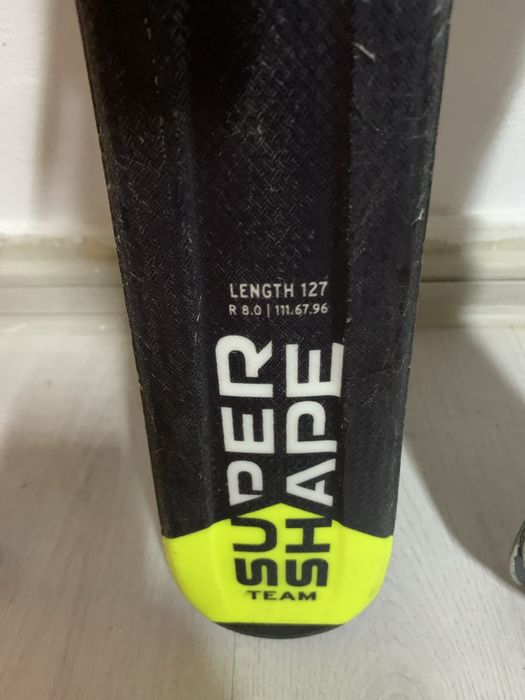 LENGTH 127
R 8.0 | 111.67.96
SUPER
SHAPE
TEAM